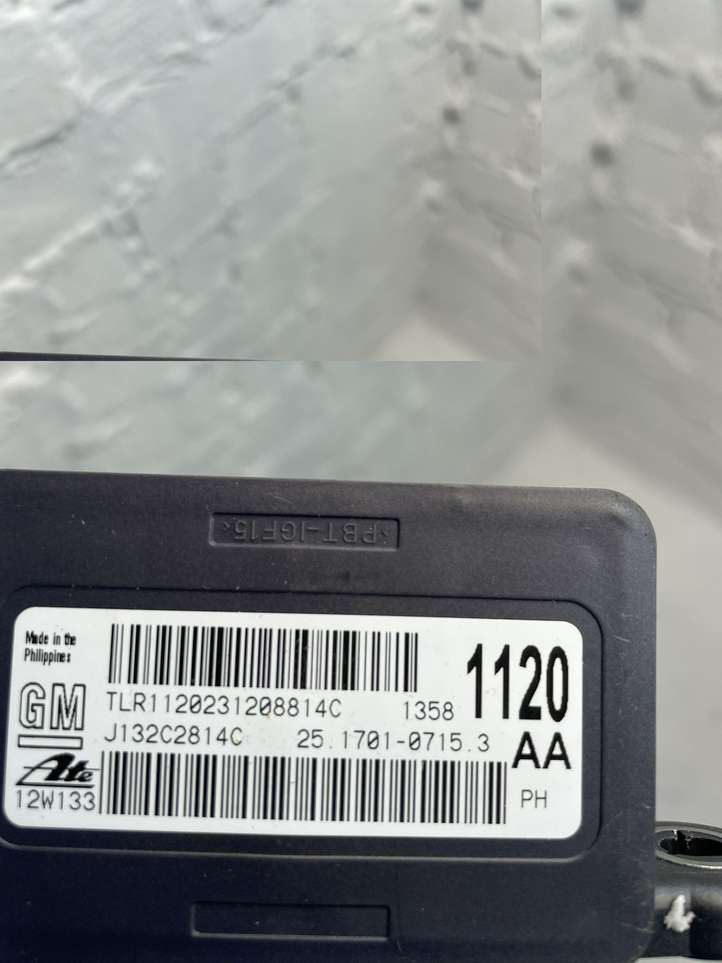 >PBT-IGF15<
Made in the
Philippines
GM
TLR1120231208814C 1358
1120
J132C2814C 25.1701-0715.3
AA
Ate
12W133
PH